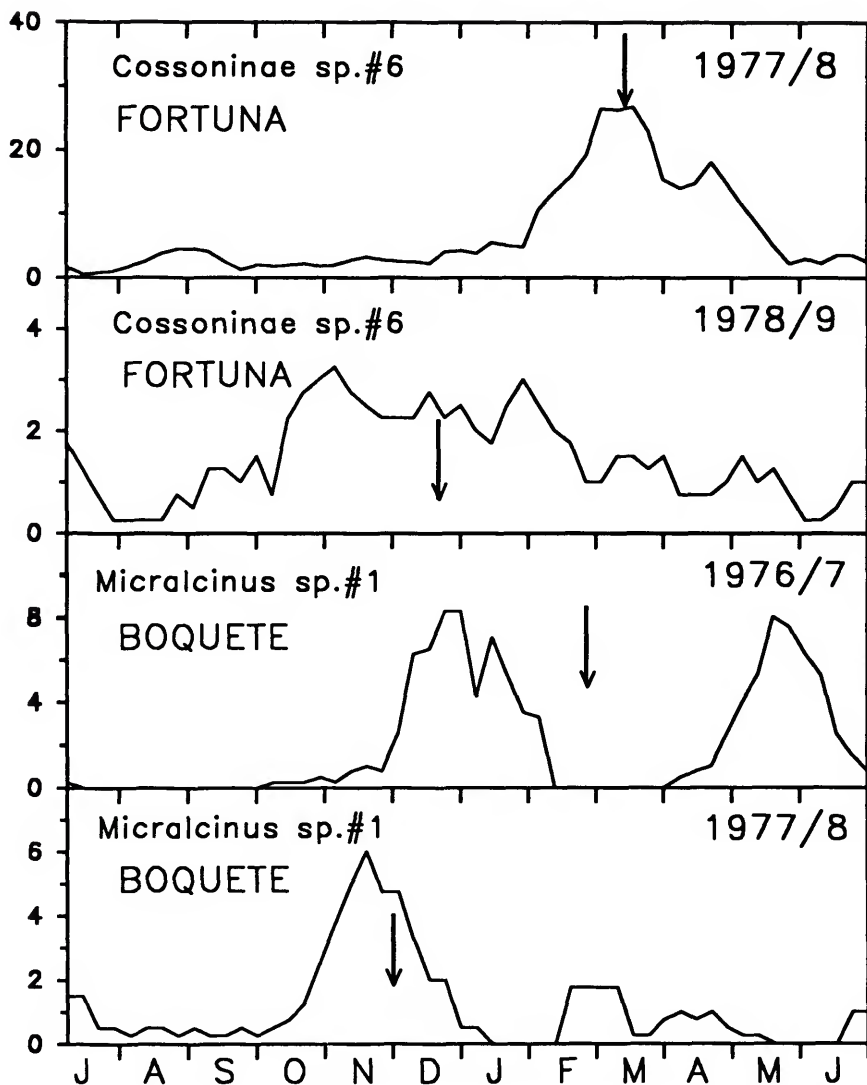 40
Cossoninae sp.#6 1977/8
FORTUNA
20
0
4
Cossoninae sp.#6 1978/9
FORTUNA
2
0
Micralcinus sp.#1 1976/7
8
BOQUETE
4
0
Micralcinus sp.#1 1977/8
6
BOQUETE
4
2
0
J A S O N D J F M A M J